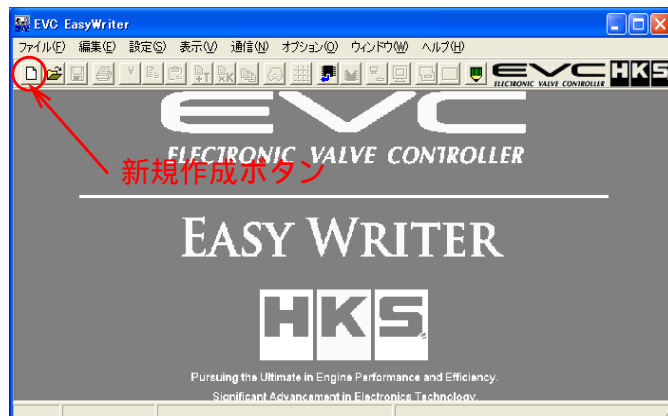 EVC EasyWriter
ファイル(F) 編集(E) 設定(S) 表示(V) 通信(N) オプション(O) ウィンドウ(W) ヘルプ(H)
EVC HKS
ELECTRONIC VALVE CONTROLLER
EVC
ELECTRONIC VALVE CONTROLLER
新規作成ボタン
EASY WRITER
HKS
Pursuing the Ultimate in Engine Performance and Efficiency.
Significant Advancement in Electronics Technology.